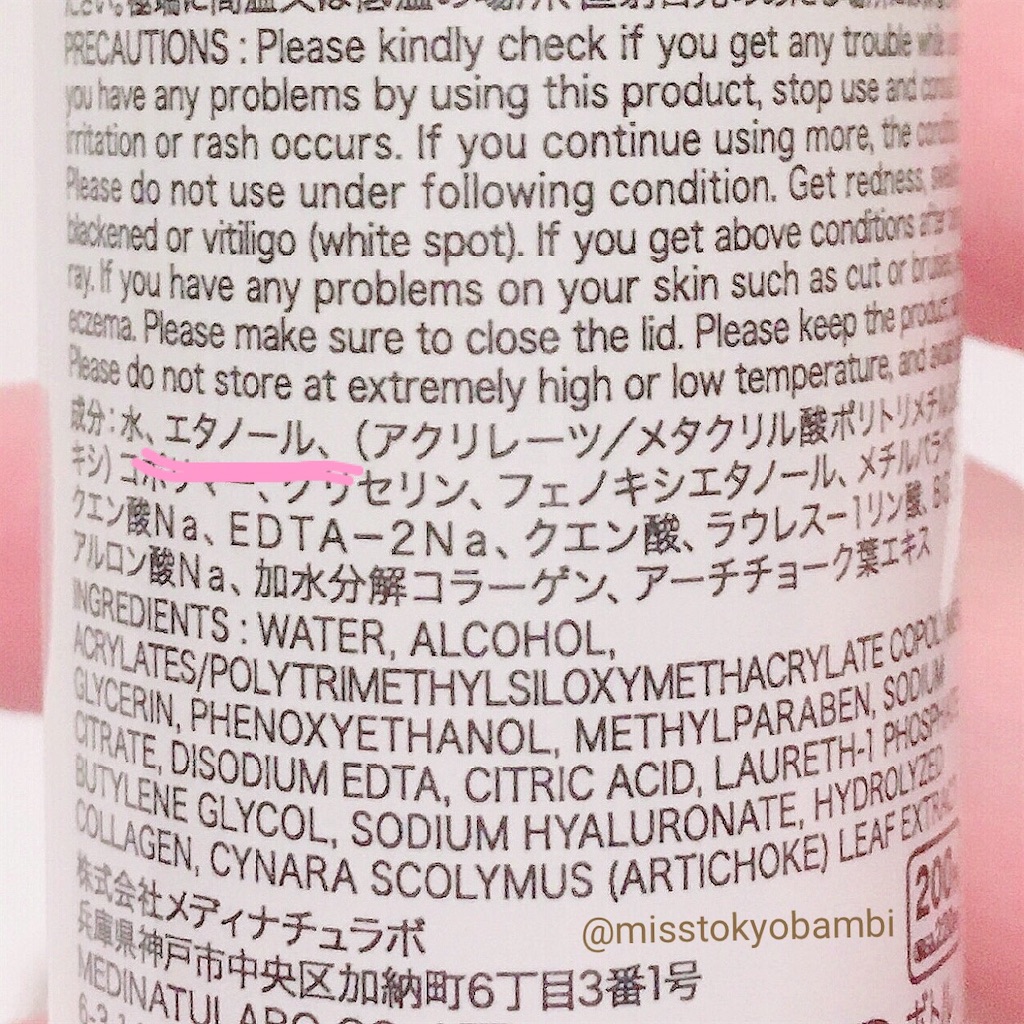 PRECAUTIONS : Please kindly check if you get any trouble
you have any problems by using this product, stop use and
irritation or rash occurs. If you continue using more, the
Please do not use under following condition. Get redness,
blackened or vitiligo (white spot). If you get above conditions after
ray. If you have any problems on your skin such as cut or
eczema. Please make sure to close the lid. Please keep the product
Please do not store at extremely high or low temperature, and
成分：水、エタノール、（アクリレーツ/メタクリル酸ポリトリメチル
キシ）コポリマー、グリセリン、フェノキシエタノール、メチルパラベン
クエン酸Na、EDTA−2Na、クエン酸、ラウレス−1リン酸、BG
アルロン酸Na、加水分解コラーゲン、アーチチョーク葉エキス
INGREDIENTS : WATER, ALCOHOL,
ACRYLATES/POLYTRIMETHYLSILOXYMETHACRYLATE
GLYCERIN, PHENOXYETHANOL, METHYLPARABEN, SODIUM
CITRATE, DISODIUM EDTA, CITRIC ACID, LAURETH-1
BUTYLENE GLYCOL, SODIUM HYALURONATE, HYDROLYZED
COLLAGEN, CYNARA SCOLYMUS (ARTICHOKE) LEAF
株式会社メディナチュラボ
兵庫県神戸市中央区加納町6丁目3番1号
200
@misstokyobambi
ボトル